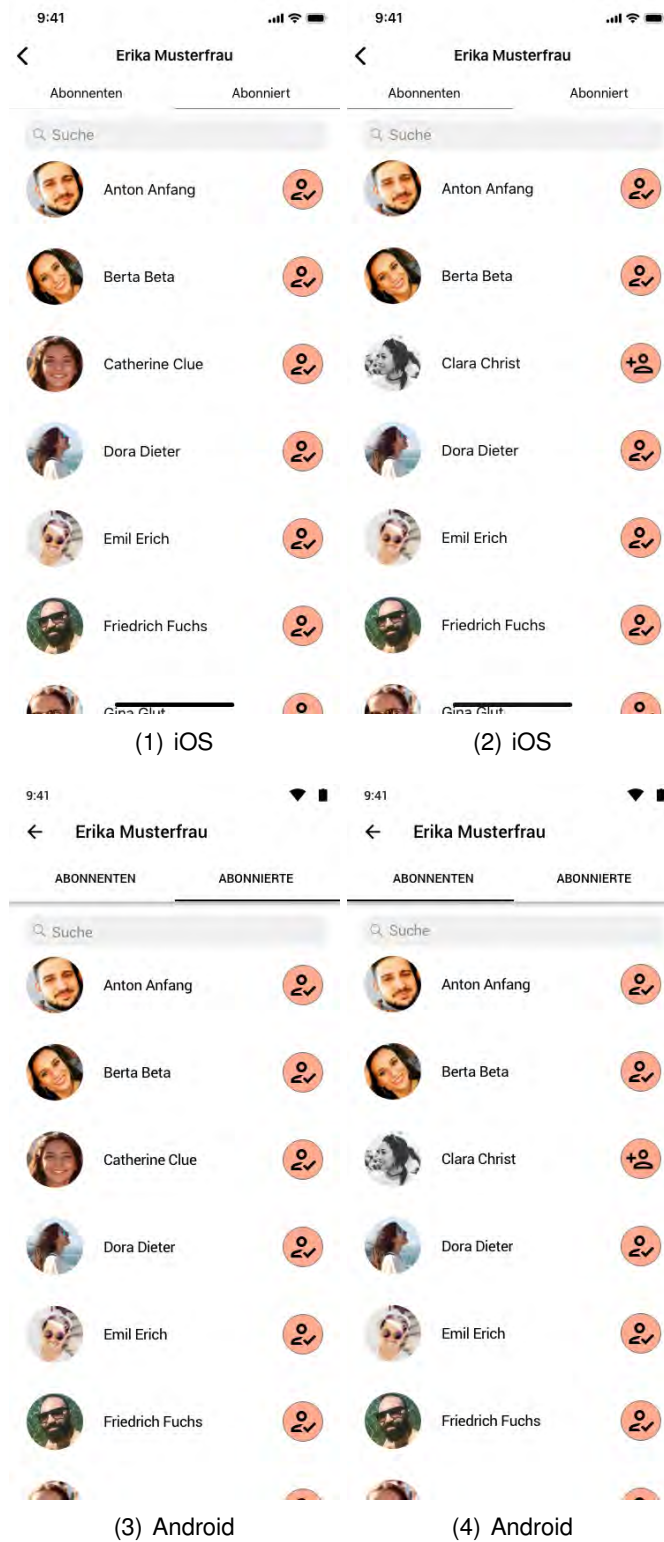 9:41
Erika Musterfrau
Abonnenten Abonniert
Suche
Anton Anfang
Berta Beta
Catherine Clue
Dora Dieter
Emil Erich
Friedrich Fuchs
Gina Glut
(1) iOS
9:41
Erika Musterfrau
Abonnenten Abonniert
Suche
Anton Anfang
Berta Beta
Clara Christ
Dora Dieter
Emil Erich
Friedrich Fuchs
Gina Glut
(2) iOS
9:41
Erika Musterfrau
ABONNENTEN ABONNIERTE
Suche
Anton Anfang
Berta Beta
Catherine Clue
Dora Dieter
Emil Erich
Friedrich Fuchs
(3) Android
9:41
Erika Musterfrau
ABONNENTEN ABONNIERTE
Suche
Anton Anfang
Berta Beta
Clara Christ
Dora Dieter
Emil Erich
Friedrich Fuchs
(4) Android